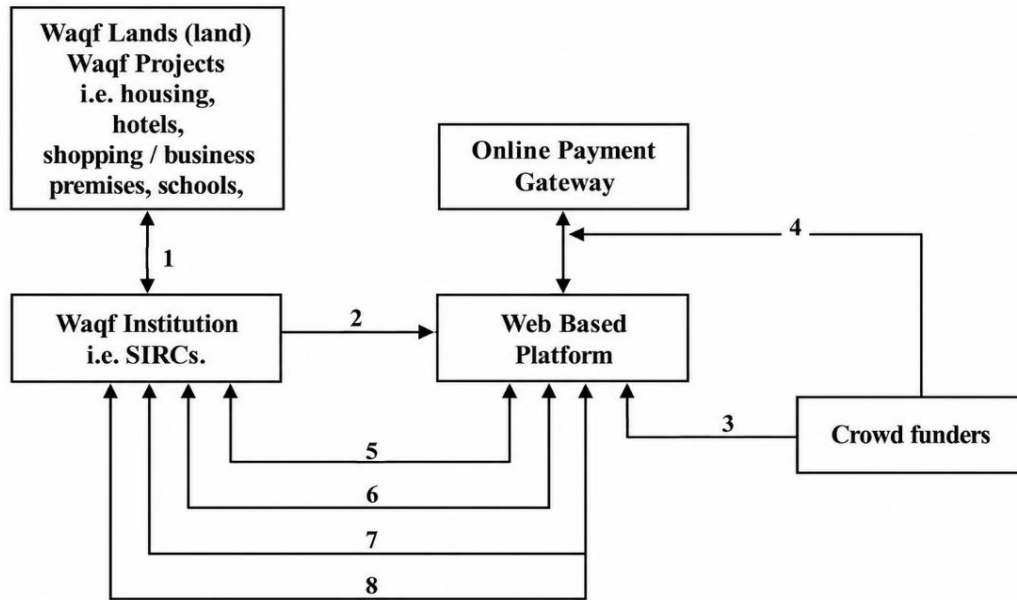 Waqf Lands (land)
Waqf Projects
i.e. housing,
hotels,
shopping / business
premises, schools,
Online Payment
Gateway
4
1
Waqf Institution
i.e. SIRCs.
2
Web Based
Platform
3
Crowd funders
5
6
7
8